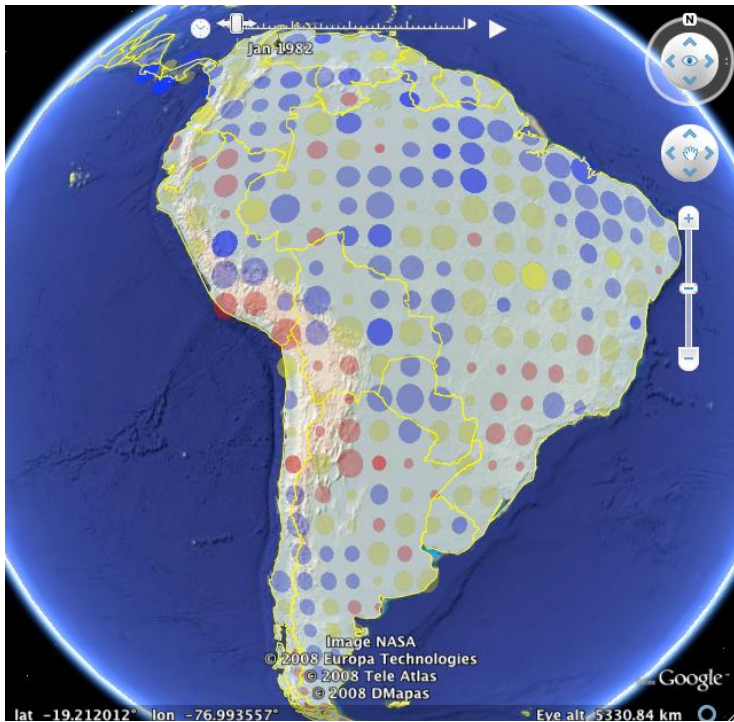 Jan 1982
N
Image NASA
© 2008 Europa Technologies
© 2008 Tele Atlas
© 2008 DMapas
Google™
lat -19.212012° lon -76.993557°
Eye alt 5330.84 km